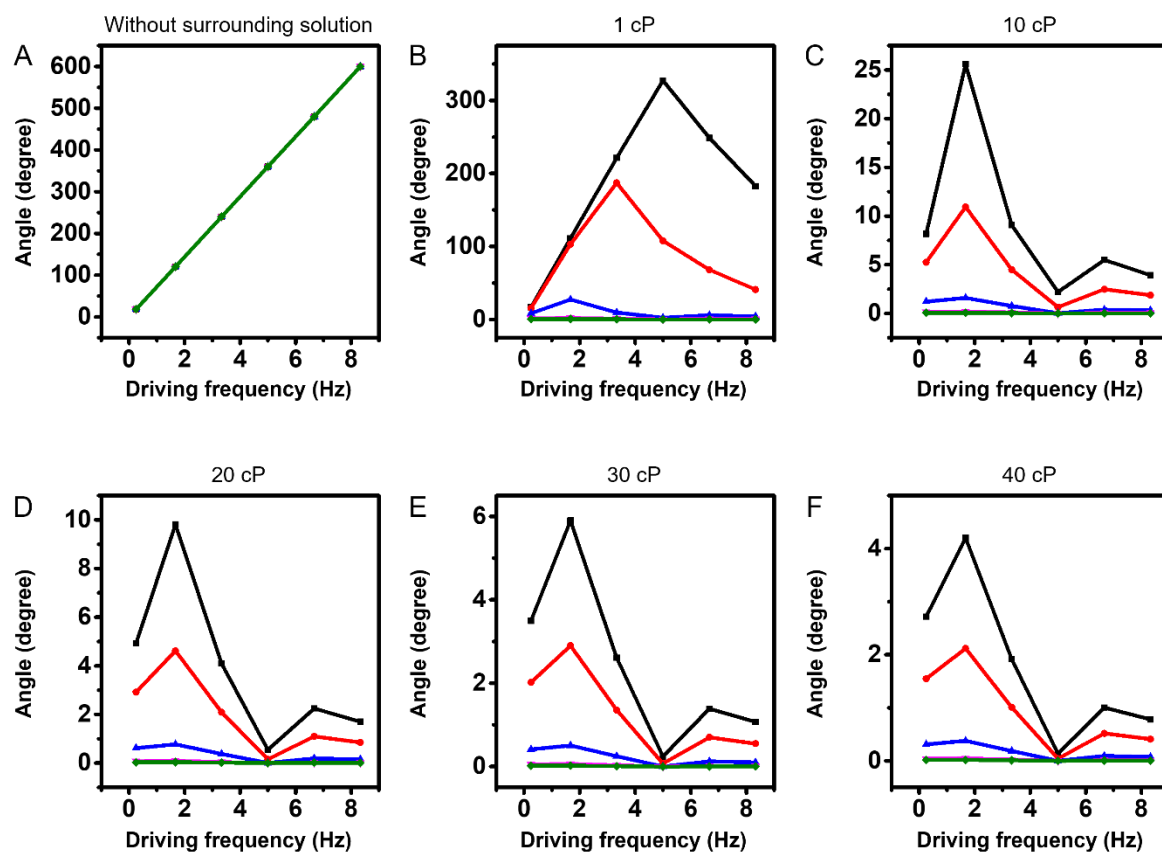 Without surrounding solution
A
600
500
400
300
200
100
0
Angle (degree)
0 2 4 6 8
Driving frequency (Hz)
1 cP
B
300
200
100
0
Angle (degree)
0 2 4 6 8
Driving frequency (Hz)
10 cP
C
25
20
15
10
5
0
Angle (degree)
0 2 4 6 8
Driving frequency (Hz)
20 cP
D
10
8
6
4
2
0
Angle (degree)
0 2 4 6 8
Driving frequency (Hz)
30 cP
E
6
4
2
0
Angle (degree)
0 2 4 6 8
Driving frequency (Hz)
40 cP
F
4
2
0
Angle (degree)
0 2 4 6 8
Driving frequency (Hz)